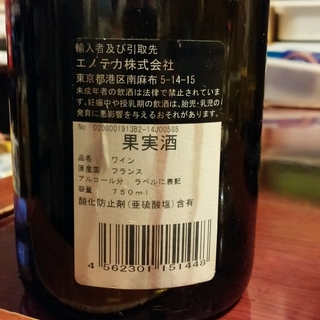 輸入者及び引取先
エノテカ株式会社
東京都港区南麻布5-14-15
未成年者の飲酒は法律で禁止されています
。妊娠中や授乳期の飲酒は、胎児・乳児の
発育に悪影響を与えるおそれがあります。
No 020800191382-14J00585
果実酒
品名 ワイン
原産国 フランス
アルコール分 ラベルに表記
容量 750ml
酸化防止剤(亜硫酸塩)含有
4 562301 151448